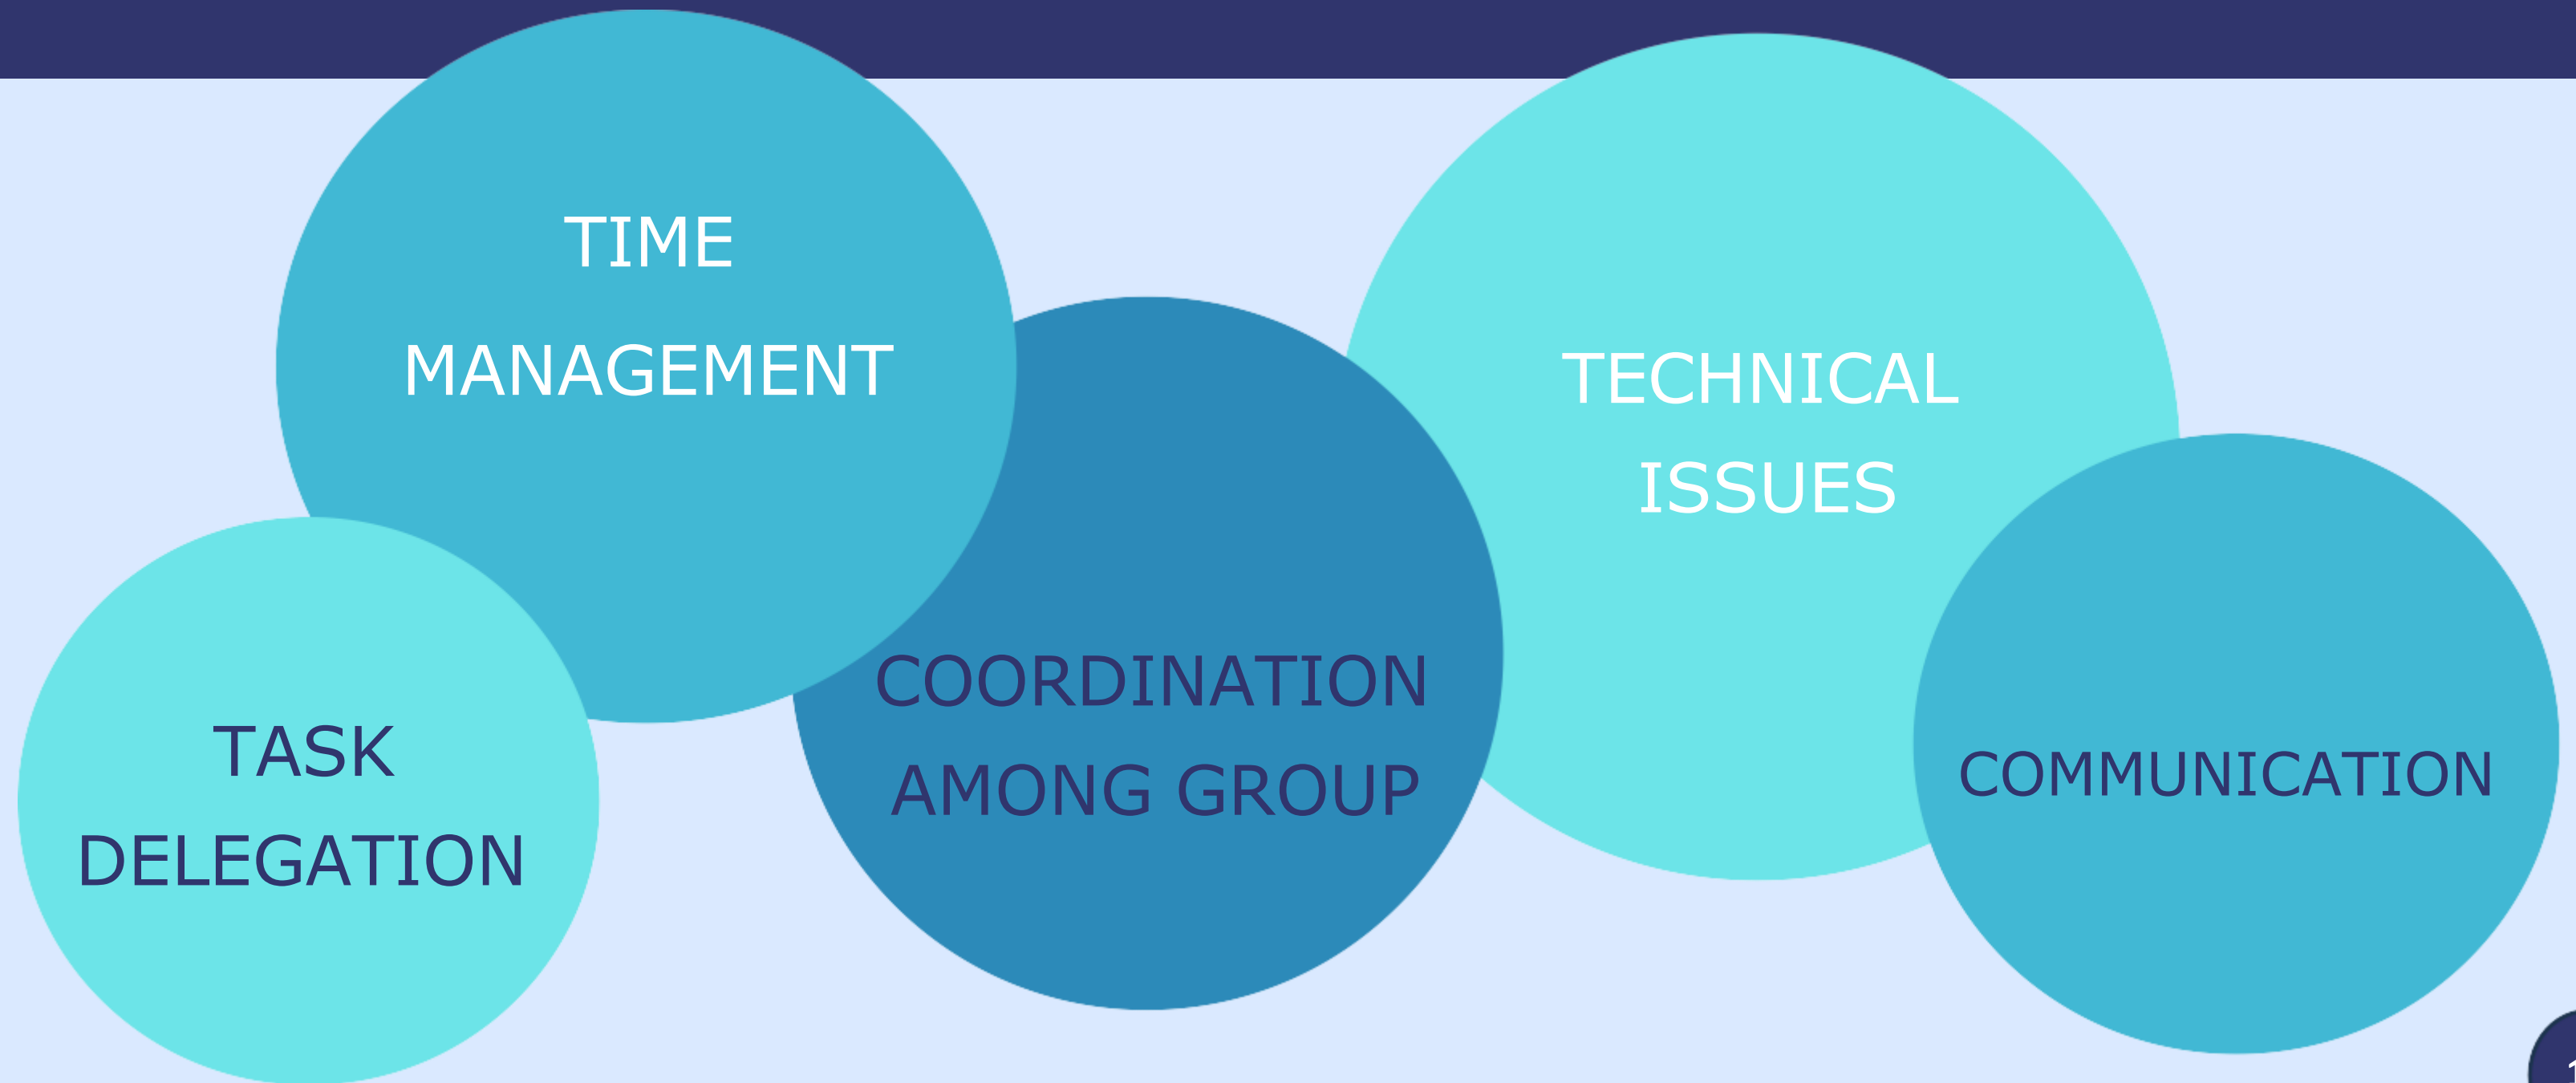 TIME
MANAGEMENT
TECHNICAL
ISSUES
COORDINATION
AMONG GROUP
TASK
DELEGATION
COMMUNICATION